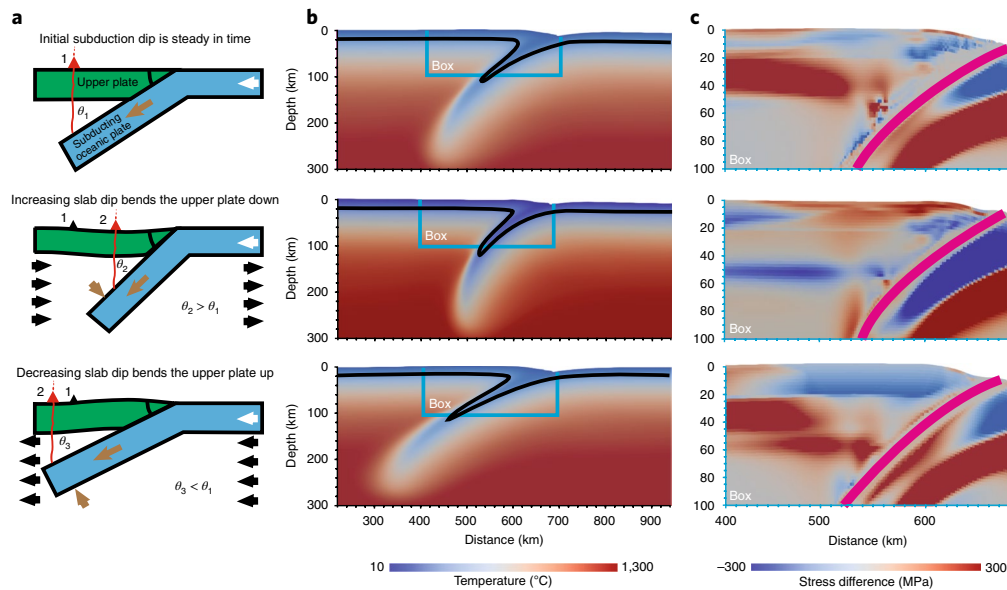 a
Initial subduction dip is steady in time
1
Upper plate
θ1
Subducting
oceanic plate
Increasing slab dip bends the upper plate down
1
2
θ2
θ2 > θ1
Decreasing slab dip bends the upper plate up
2
1
θ3
θ3 < θ1
b
0
100
200
300
Depth (km)
Box
0
100
200
300
Depth (km)
Box
0
100
200
300
Depth (km)
Box
300 400 500 600 700 800 900
Distance (km)
10 1,300
Temperature (°C)
c
0
20
40
60
80
100
Box
0
20
40
60
80
100
Box
0
20
40
60
80
100
Box
400 500 600
Distance (km)
–300 300
Stress difference (MPa)